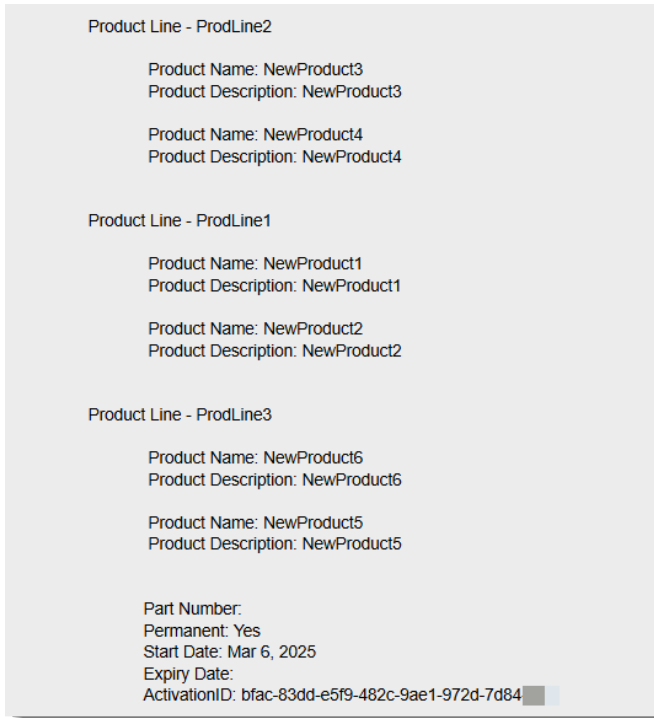 Product Line - ProdLine2
Product Name: NewProduct3
Product Description: NewProduct3
Product Name: NewProduct4
Product Description: NewProduct4
Product Line - ProdLine1
Product Name: NewProduct1
Product Description: NewProduct1
Product Name: NewProduct2
Product Description: NewProduct2
Product Line - ProdLine3
Product Name: NewProduct6
Product Description: NewProduct6
Product Name: NewProduct5
Product Description: NewProduct5
Part Number:
Permanent: Yes
Start Date: Mar 6, 2025
Expiry Date:
ActivationID: bfac-83dd-e5f9-482c-9ae1-972d-7d84